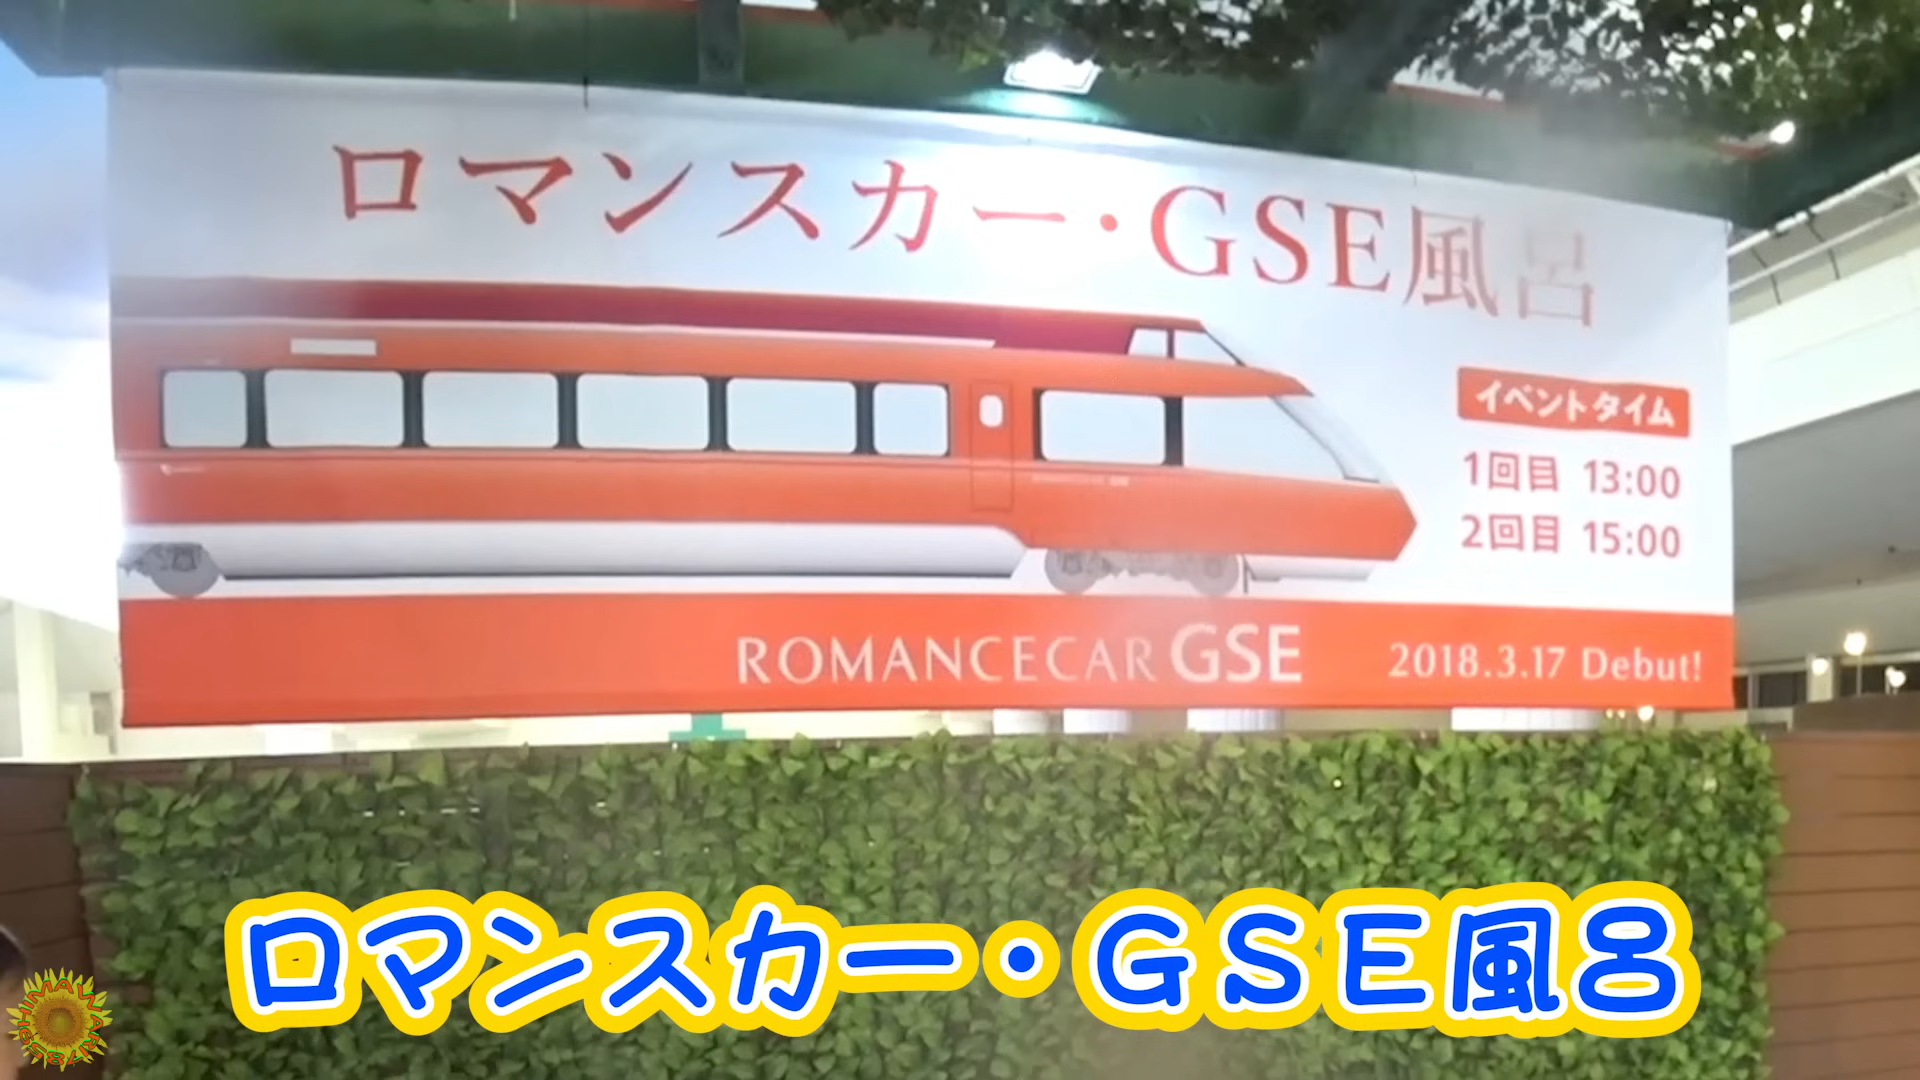 ロマンスカー・GSE風呂
イベントタイム
1回目 13:00
2回目 15:00
ROMANCECAR GSE
2018.3.17 Debut!
ロマンスカー・ＧＳＥ風呂